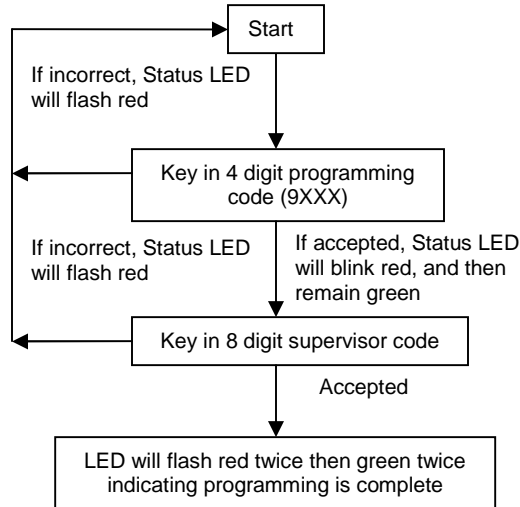 Start
If incorrect, Status LED
will flash red
Key in 4 digit programming
code (9XXX)
If incorrect, Status LED
will flash red
If accepted, Status LED
will blink red, and then
remain green
Key in 8 digit supervisor code
Accepted
LED will flash red twice then green twice
indicating programming is complete